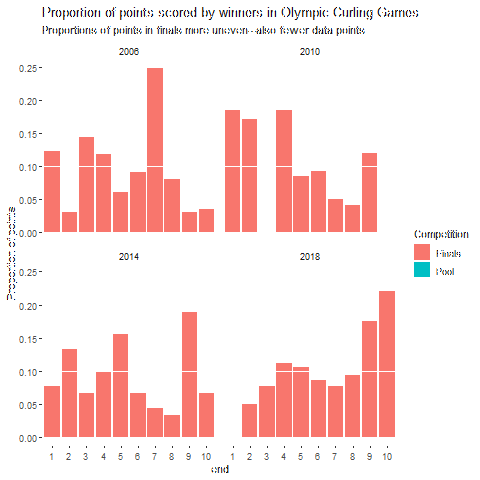 Proportion of points scored by winners in Olympic Curling Games
Proportions of points in finals more uneven--also fewer data points
2006
2010
0.25
0.20
0.15
0.10
0.05
0.00
2014
2018
0.25
0.20
0.15
0.10
0.05
0.00
1 2 3 4 5 6 7 8 9 10
1 2 3 4 5 6 7 8 9 10
end
Proportion of points
Competition
Finals
Pool